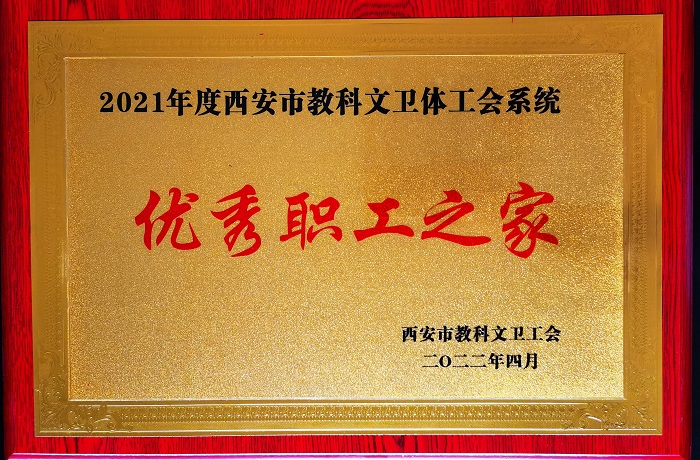 2021年度西安市教科文卫体工会系统
优秀职工之家
西安市教科文卫工会
二〇二二年四月